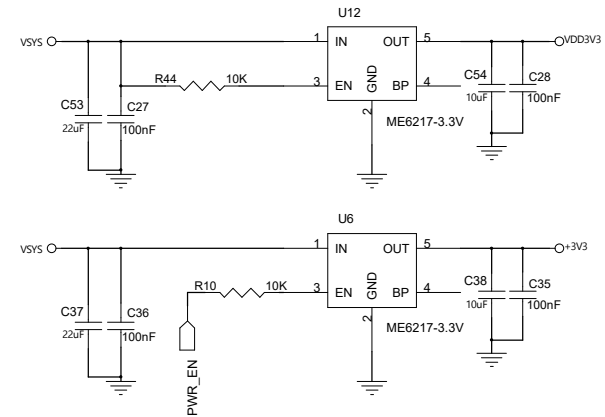 U12
VSYS
1
IN
OUT
5
VDD3V3
R44
10K
3
EN
GND
BP
4
C54
10uF
C28
100nF
C53
22uF
C27
100nF
2
ME6217-3.3V
U6
VSYS
1
IN
OUT
5
+3V3
R10
10K
3
EN
GND
BP
4
C38
10uF
C35
100nF
C37
22uF
C36
100nF
2
ME6217-3.3V
PWR_EN